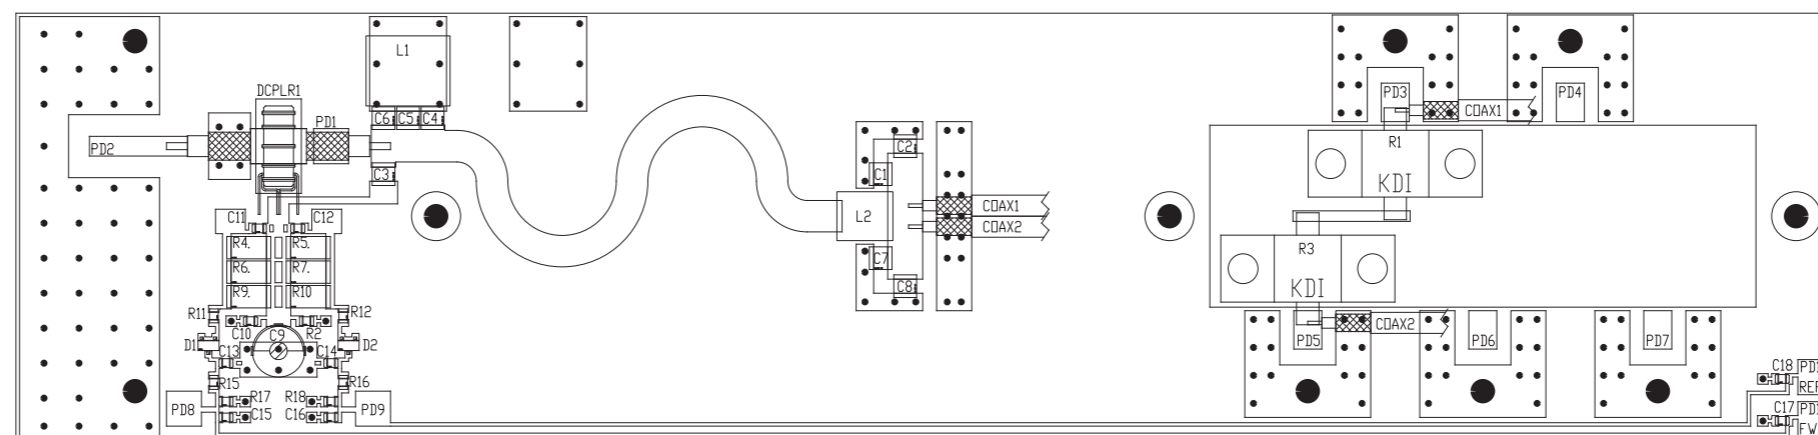 L1
DCPLR1
PD1
PD2
C6
C5
C4
C3
C11
C12
R4.
R5.
R6.
R7.
R9.
R10
R11
R12
C10
C9
R2
D1
D2
C13
C14
R15
R16
R17
R18
PD8
PD9
C15
C16
C2
C1
L2
C7
C8
COAX1
COAX2
PD3
PD4
COAX1
R1
KDI
R3
KDI
COAX2
PD5
PD6
PD7
C18
REF
C17
FW